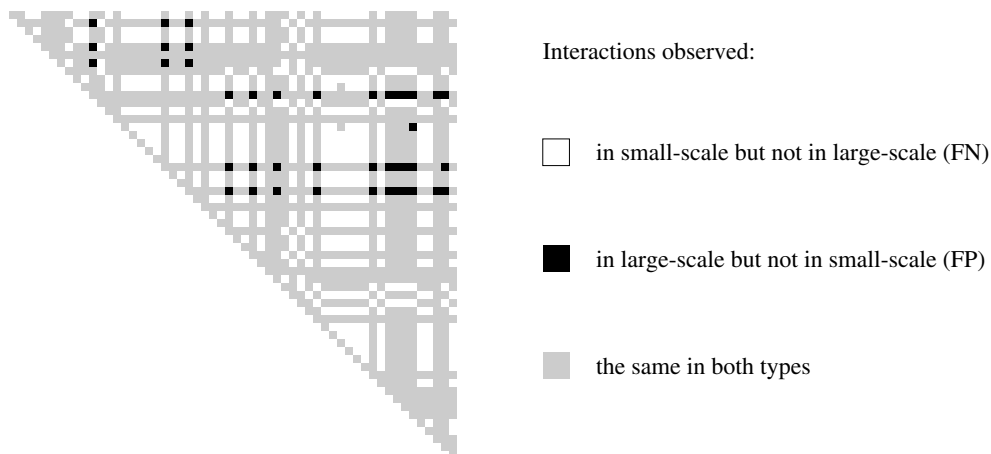 Interactions observed:
in small-scale but not in large-scale (FN)
in large-scale but not in small-scale (FP)
the same in both types